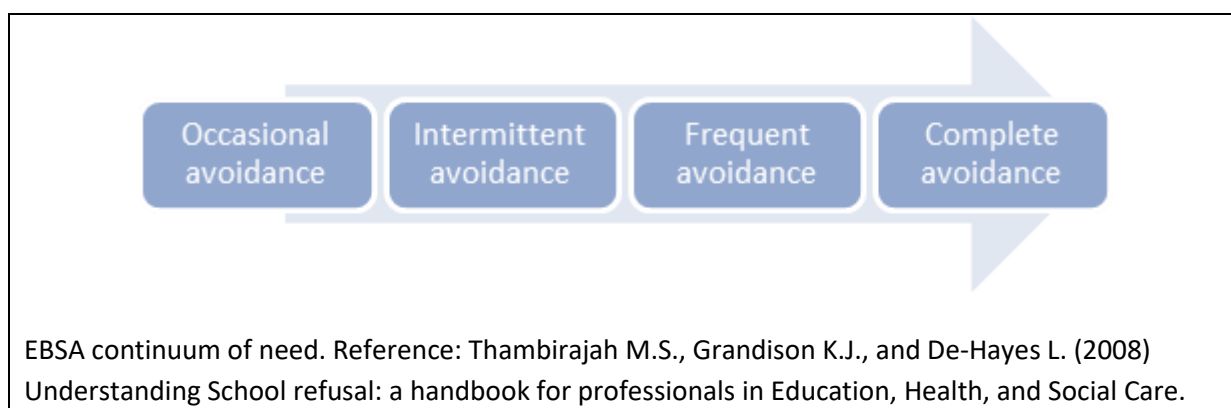 Occasional
avoidance
Intermittent
avoidance
Frequent
avoidance
Complete
avoidance
EBSA continuum of need. Reference: Thambirajah M.S., Grandison K.J., and De-Hayes L. (2008)
Understanding School refusal: a handbook for professionals in Education, Health, and Social Care.